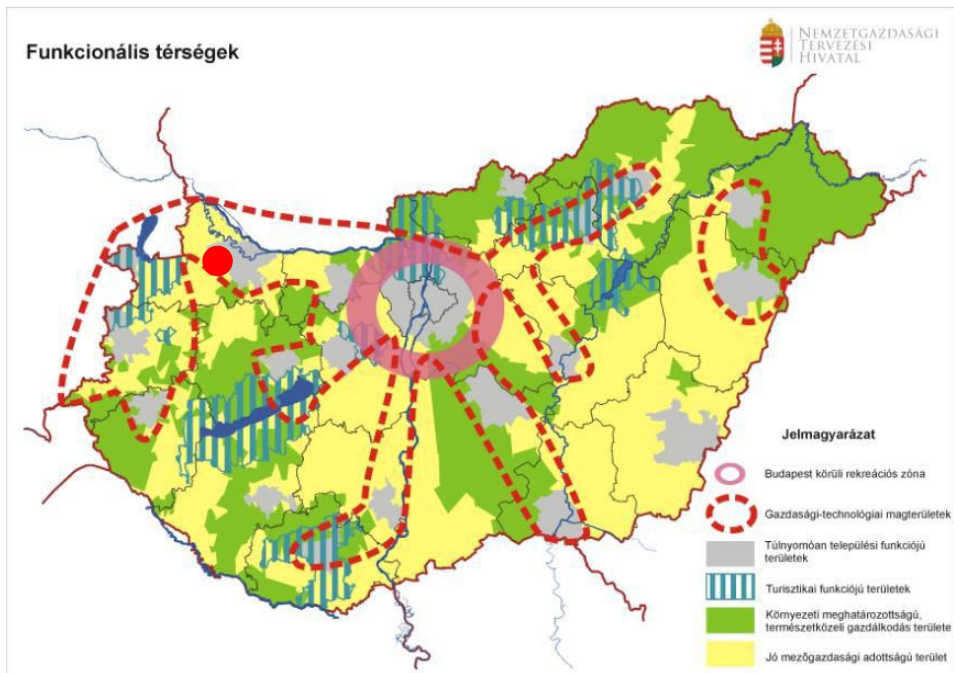 Funkcionális térségek
NEMZETGAZDASÁGI
TERVEZÉSI
HIVATAL
Jelmagyarázat
Budapest körüli rekreációs zóna
Gazdasági-technológiai magterületek
Túlnyomóan települési funkciójú
területek
Turisztikai funkciójú területek
Környezeti meghatározottságú,
természetközeli gazdálkodás területe
Jó mezõgazdasági adottságú terület